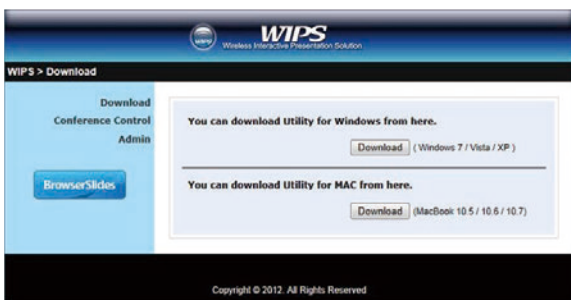 WIPS
Wireless Interactive Presentation Solution
WIPS > Download
Download
Conference Control
Admin
BrowserSlides
You can download Utility for Windows from here.
Download ( Windows 7 / Vista / XP )
You can download Utility for MAC from here.
Download (MacBook 10.5 / 10.6 / 10.7)
Copyright © 2012. All Rights Reserved